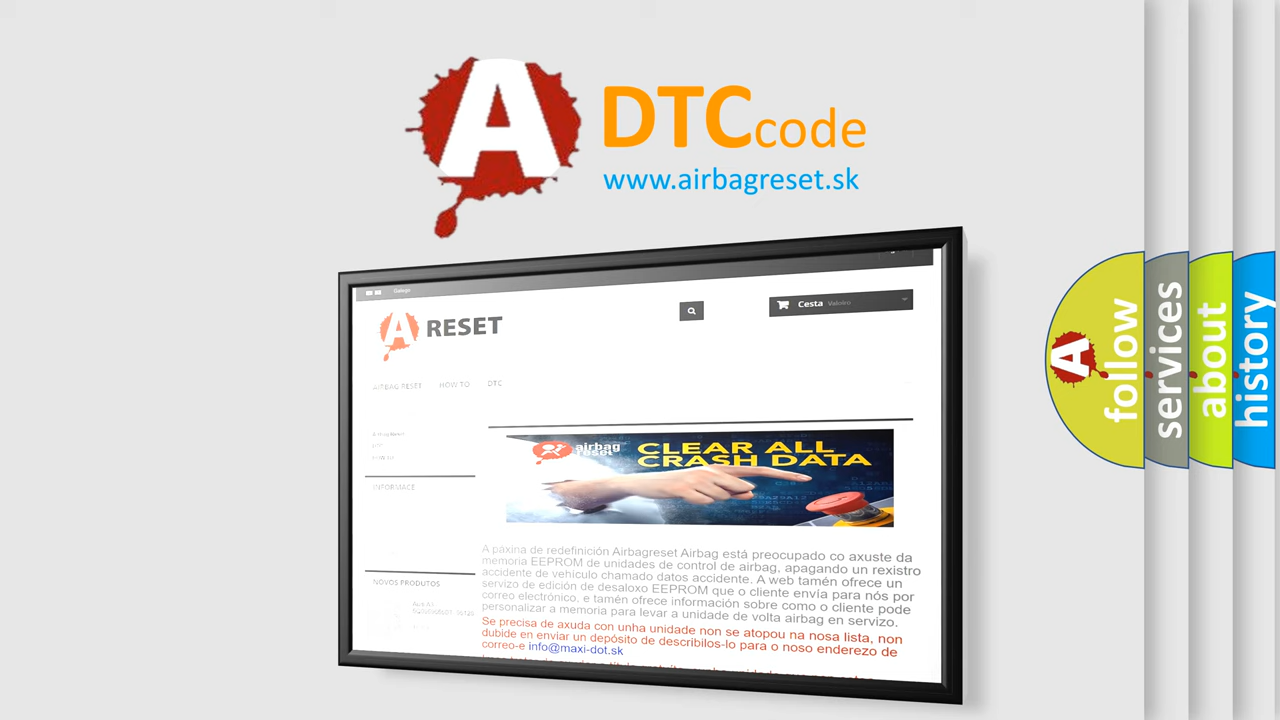 A
DTCcode
www.airbagreset.sk
Galego
A RESET
Cesta Valoiro
AIRBAG RESET HOW TO DTC
INFORMACE
NOVOS PRODUTOS
airbag
reset
CLEAR ALL
CRASH DATA
A páxina de redefinición Airbagreset Airbag está preocupado co axuste da
memoria EEPROM de unidades de control de airbag, apagando un rexistro
accidente de vehículo chamado datos accidente. A web tamén ofrece un
servizo de edición de desaloxo EEPROM que o cliente envía para nós por
correo electrónico, e tamén ofrece información sobre como o cliente pode
personalizar a memoria para levar a unidade de volta airbag en servizo.
Se precisa de axuda con unha unidade non se atopou na nosa lista, non
dubide en enviar un depósito de describilos-lo para o noso enderezo de
correo-e info@maxi-dot.sk
A
follow
services
about
history